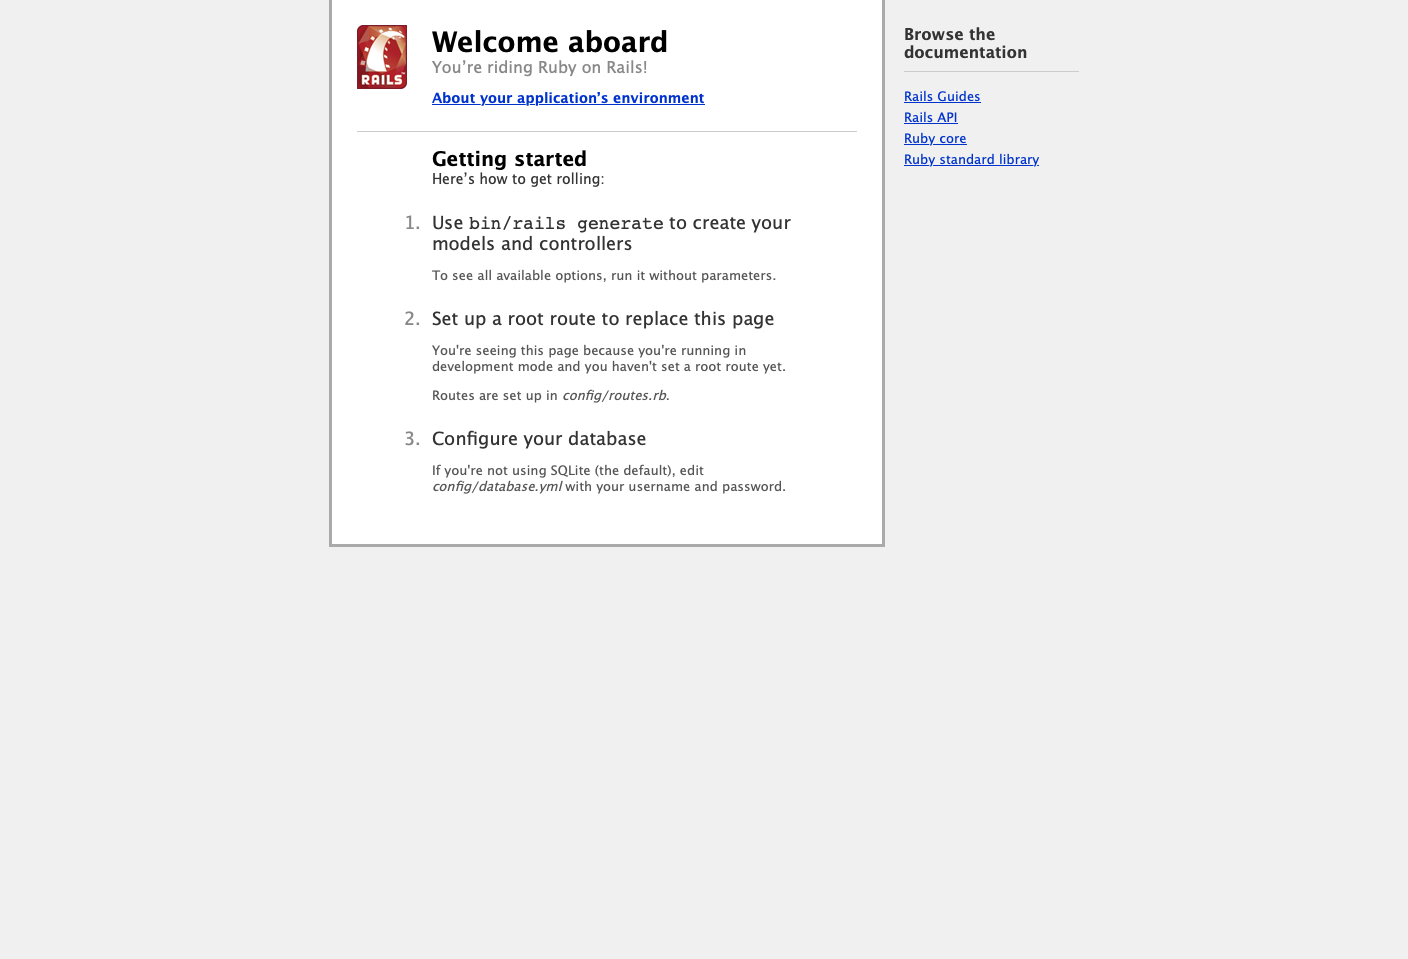 RAILS
Welcome aboard
You’re riding Ruby on Rails!
About your application’s environment
Getting started
Here’s how to get rolling:
1. Use bin/rails generate to create your
models and controllers
To see all available options, run it without parameters.
2. Set up a root route to replace this page
You're seeing this page because you're running in
development mode and you haven't set a root route yet.
Routes are set up in config/routes.rb.
3. Configure your database
If you're not using SQLite (the default), edit
config/database.yml with your username and password.
Browse the
documentation
Rails Guides
Rails API
Ruby core
Ruby standard library